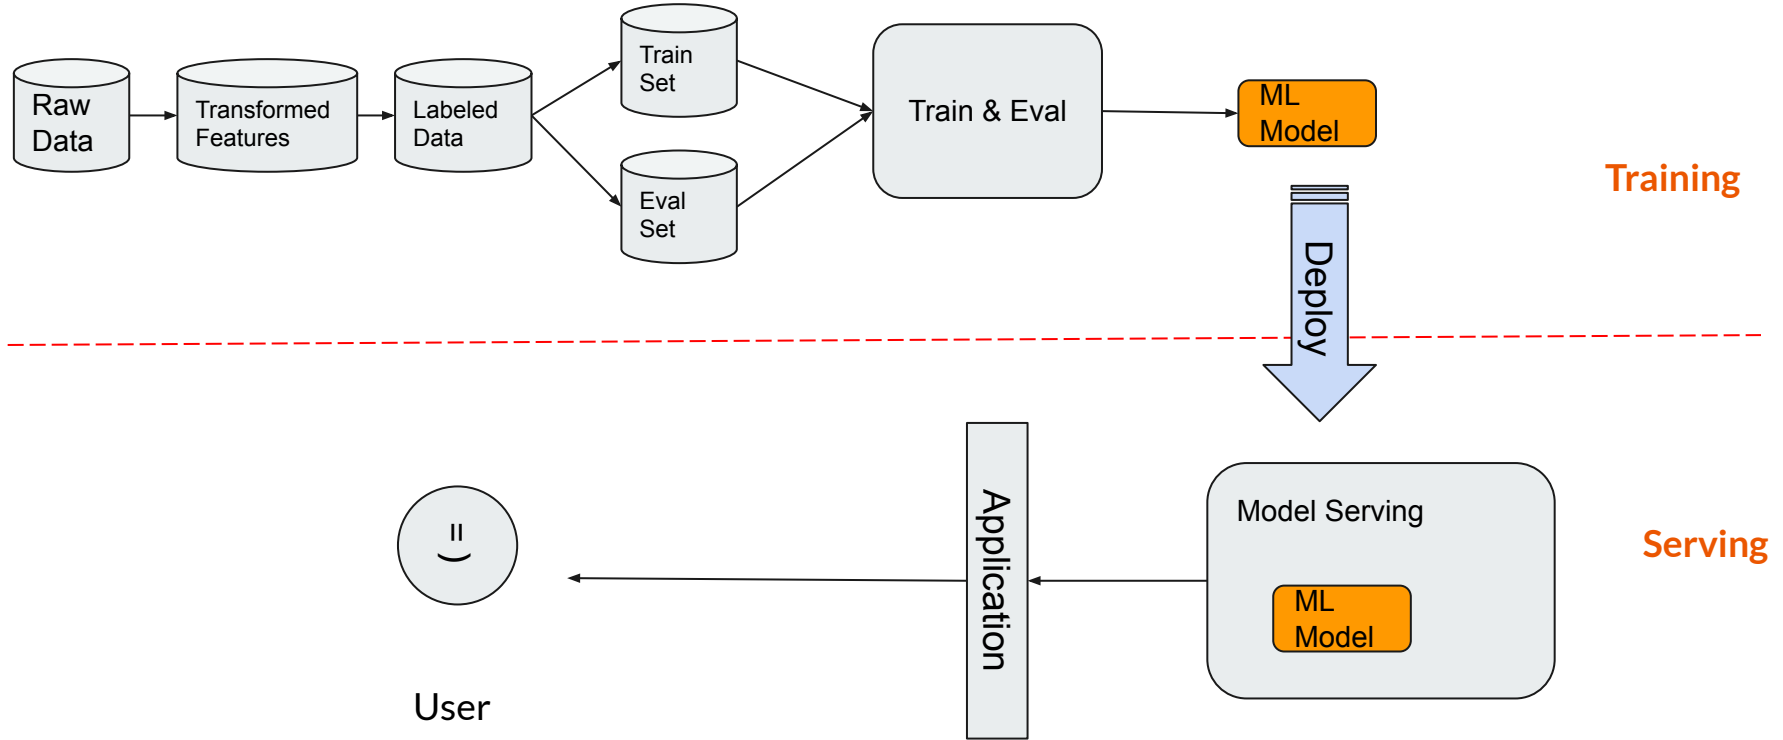 Raw
Data
Transformed
Features
Labeled
Data
Train
Set
Eval
Set
Train & Eval
ML
Model
Training
Deploy
Application
Model Serving
ML
Model
Serving
=)
User